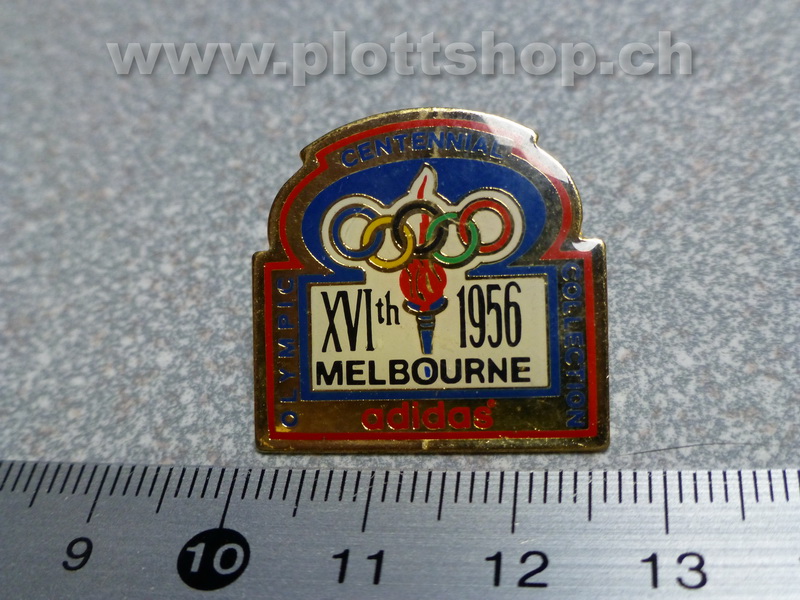 www.plottshop.ch
CENTENNIAL
OLYMPIC
COLLECTION
XVIth 1956
MELBOURNE
adidas
9 10 11 12 13